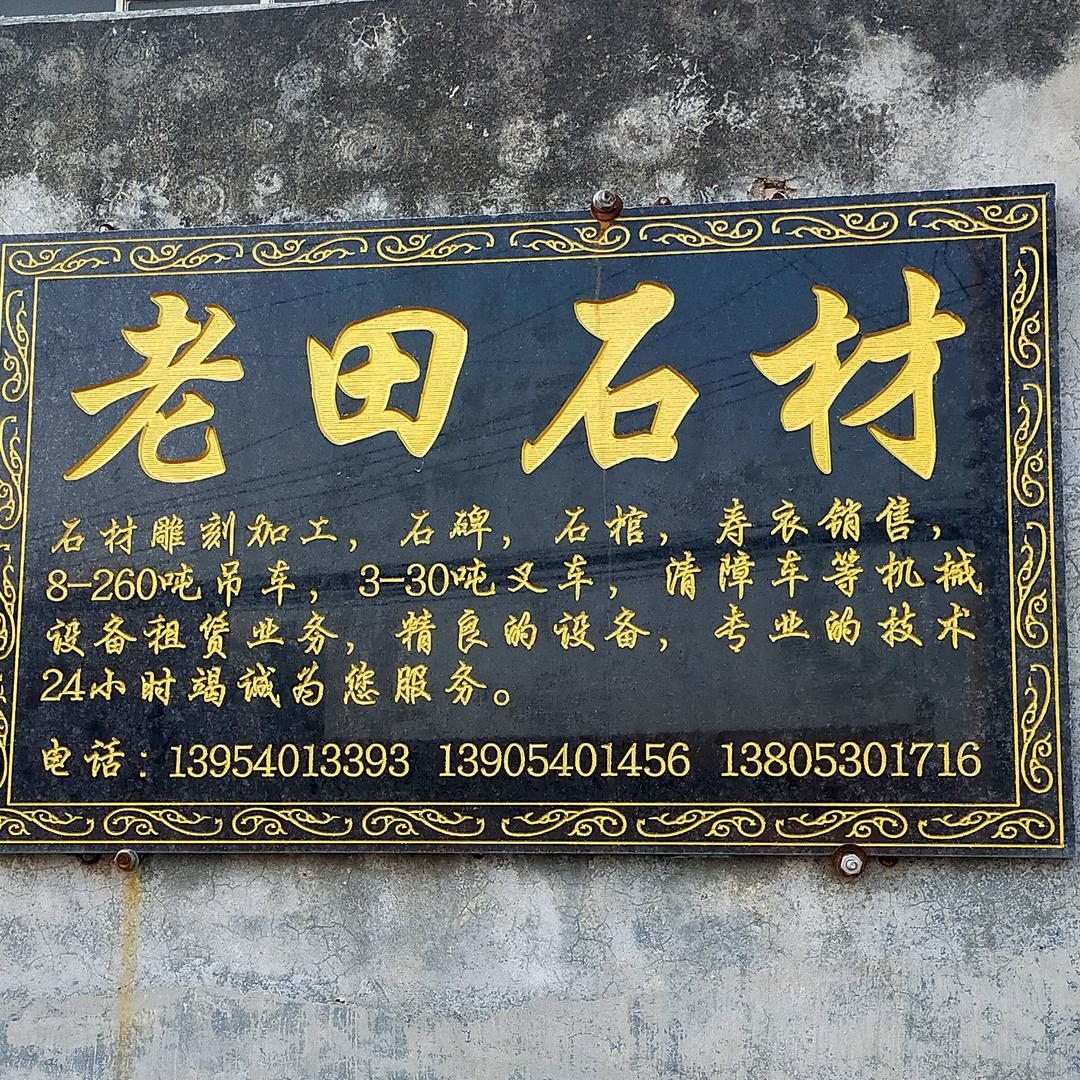 老田石材
石材雕刻加工，石碑，石棺，寿衣销售，
8-260吨吊车，3-30吨叉车，清障车等机械
设备租赁业务，精良的设备，专业的技术
24小时竭诚为您服务。
电话：13954013393 13905401456 13805301716